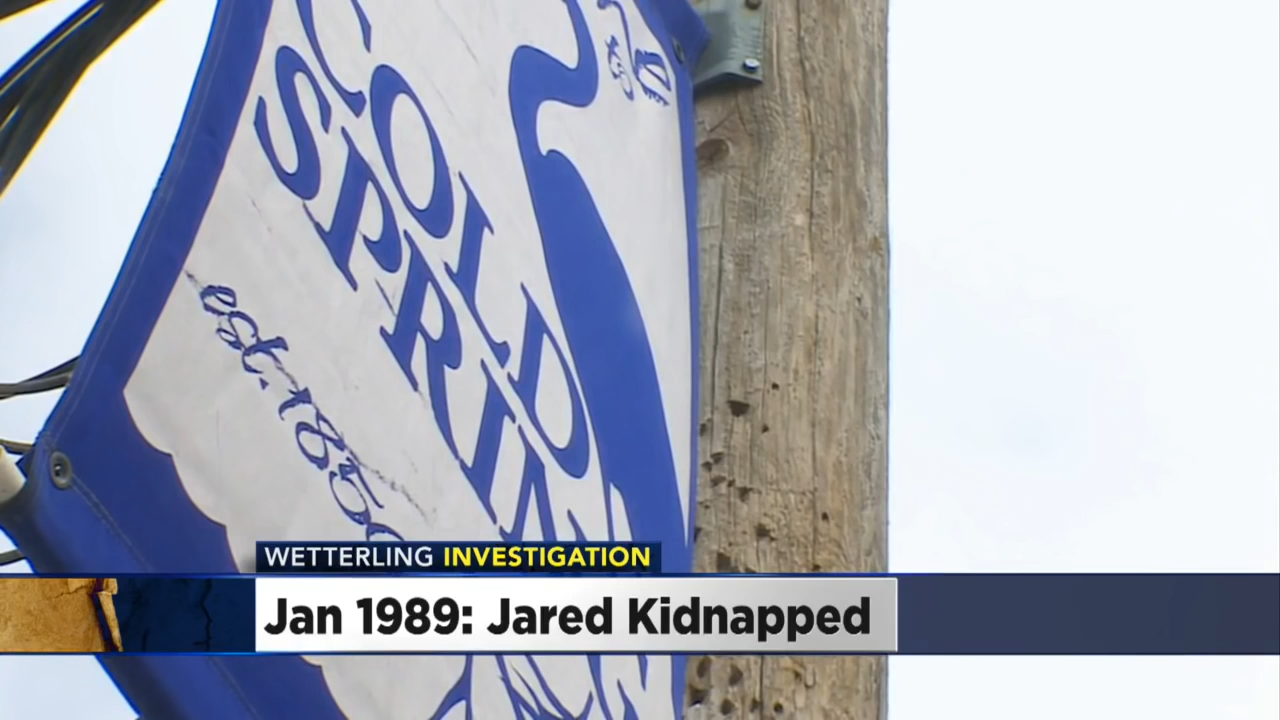 COLD
SPRIN
est. 185
WETTERLING INVESTIGATION
Jan 1989: Jared Kidnapped